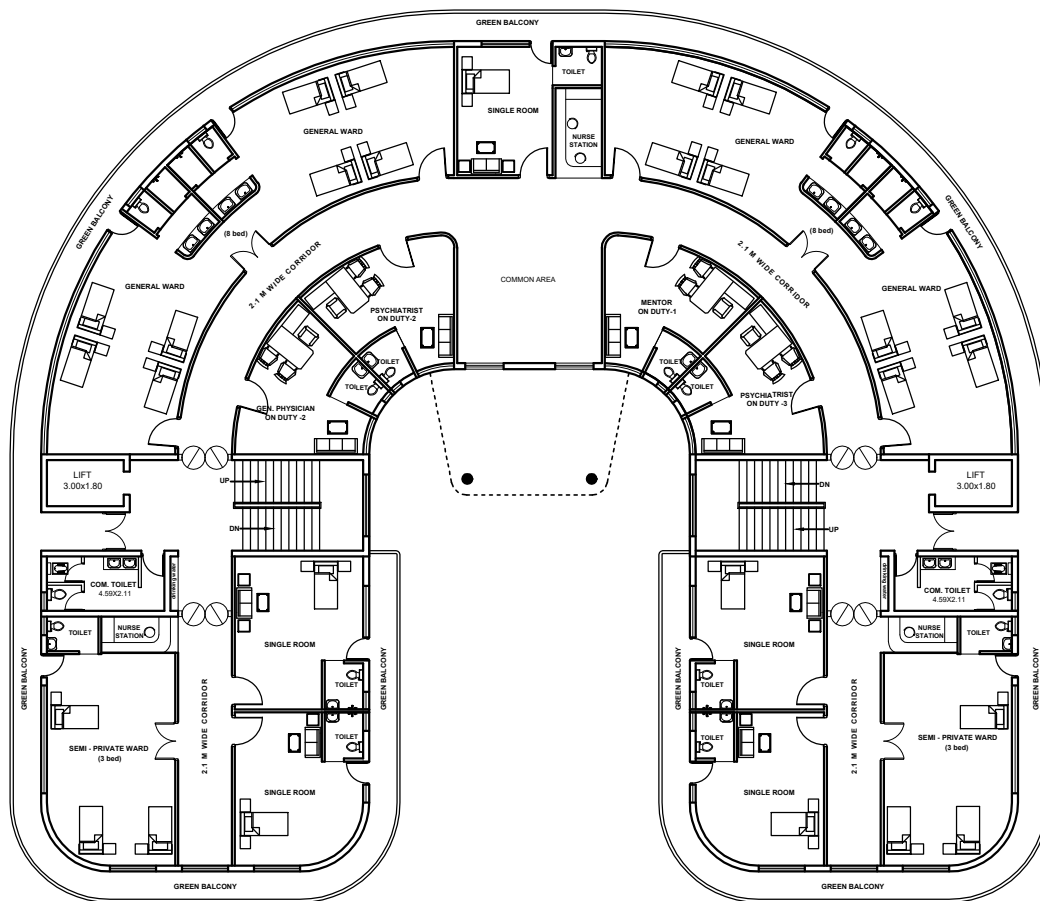 GREEN BALCONY
TOILET
SINGLE ROOM
NURSE
STATION
GENERAL WARD
GENERAL WARD
GREEN BALCONY
GREEN BALCONY
(8 bed)
(8 bed)
2.1 M WIDE CORRIDOR
2.1 M WIDE CORRIDOR
GENERAL WARD
GENERAL WARD
COMMON AREA
PSYCHIATRIST
ON DUTY-2
MENTOR
ON DUTY-1
TOILET
TOILET
TOILET
TOILET
GEN. PHYSICIAN
ON DUTY -2
PSYCHIATRIST
ON DUTY -3
LIFT
3.00x1.80
UP
DN
DN
UP
LIFT
3.00x1.80
COM. TOILET
4.59X2.11
drinking water
drinking water
COM. TOILET
4.59X2.11
TOILET
NURSE
STATION
NURSE
STATION
TOILET
SINGLE ROOM
SINGLE ROOM
TOILET
TOILET
TOILET
TOILET
GREEN BALCONY
GREEN BALCONY
GREEN BALCONY
GREEN BALCONY
2.1 M WIDE CORRIDOR
2.1 M WIDE CORRIDOR
SEMI - PRIVATE WARD
(3 bed)
SEMI - PRIVATE WARD
(3 bed)
SINGLE ROOM
SINGLE ROOM
GREEN BALCONY
GREEN BALCONY